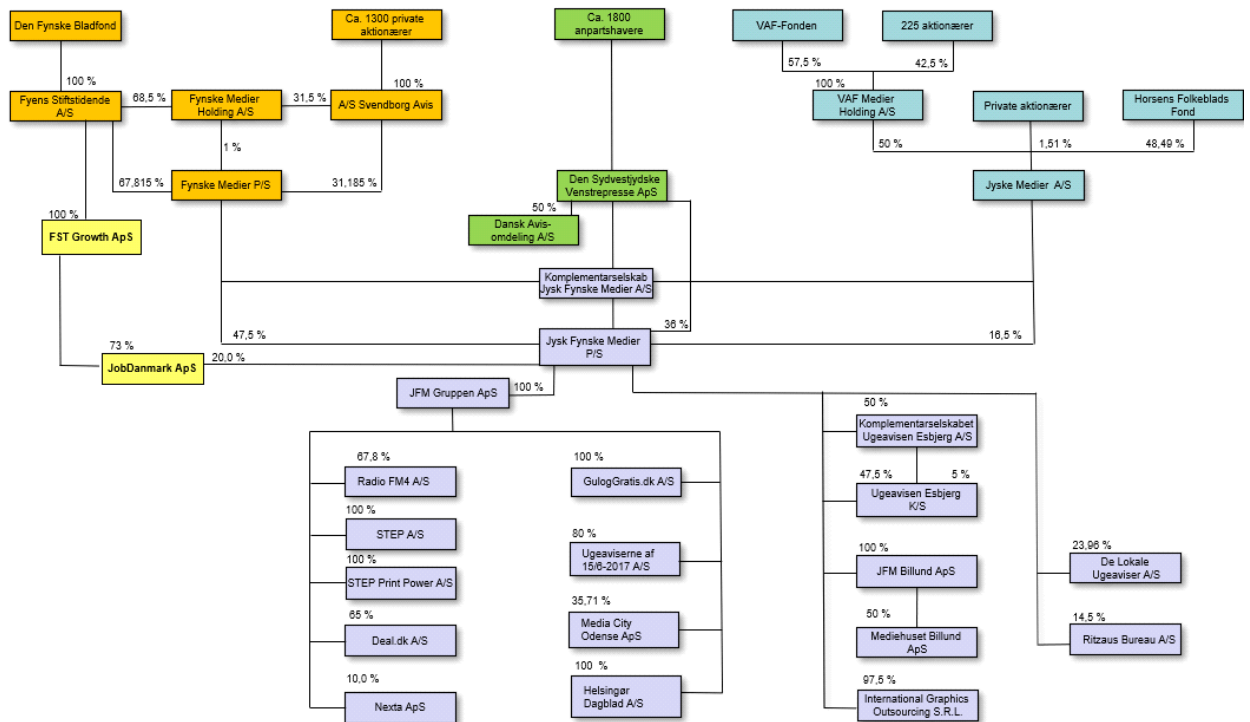 Den Fynske Bladfond
Ca. 1300 private
aktionærer
Ca. 1800
anpartshavere
VAF-Fonden
225 aktionærer
57,5 %
42,5 %
100 %
100 %
100 %
Fyens Stiftstidende
A/S
68,5 %
Fynske Medier
Holding A/S
31,5 %
A/S Svendborg Avis
VAF Medier
Holding A/S
Private aktionærer
Horsens Folkeblads
Fond
50 %
1,51 %
48,49 %
1 %
67,815 %
Fynske Medier P/S
31,185 %
Den Sydvestjydske
Venstrepresse ApS
Jyske Medier A/S
100 %
FST Growth ApS
50 %
Dansk Avis-
omdeling A/S
Komplementarselskab
Jysk Fynske Medier A/S
47,5 %
36 %
16,5 %
Jysk Fynske Medier
P/S
73 %
JobDanmark ApS
20,0 %
JFM Gruppen ApS
100 %
67,8 %
Radio FM4 A/S
100 %
STEP A/S
100 %
STEP Print Power A/S
65 %
Deal.dk A/S
10,0 %
Nexta ApS
100 %
GulogGratis.dk A/S
80 %
Ugeaviserne af
15/6-2017 A/S
35,71 %
Media City
Odense ApS
100 %
Helsingør
Dagblad A/S
50 %
Komplementarselskabet
Ugeavisen Esbjerg A/S
47,5 %
5 %
Ugeavisen Esbjerg
K/S
100 %
JFM Billund ApS
50 %
Mediehuset Billund
ApS
97,5 %
International Graphics
Outsourcing S.R.L.
23,96 %
De Lokale
Ugeaviser A/S
14,5 %
Ritzaus Bureau A/S